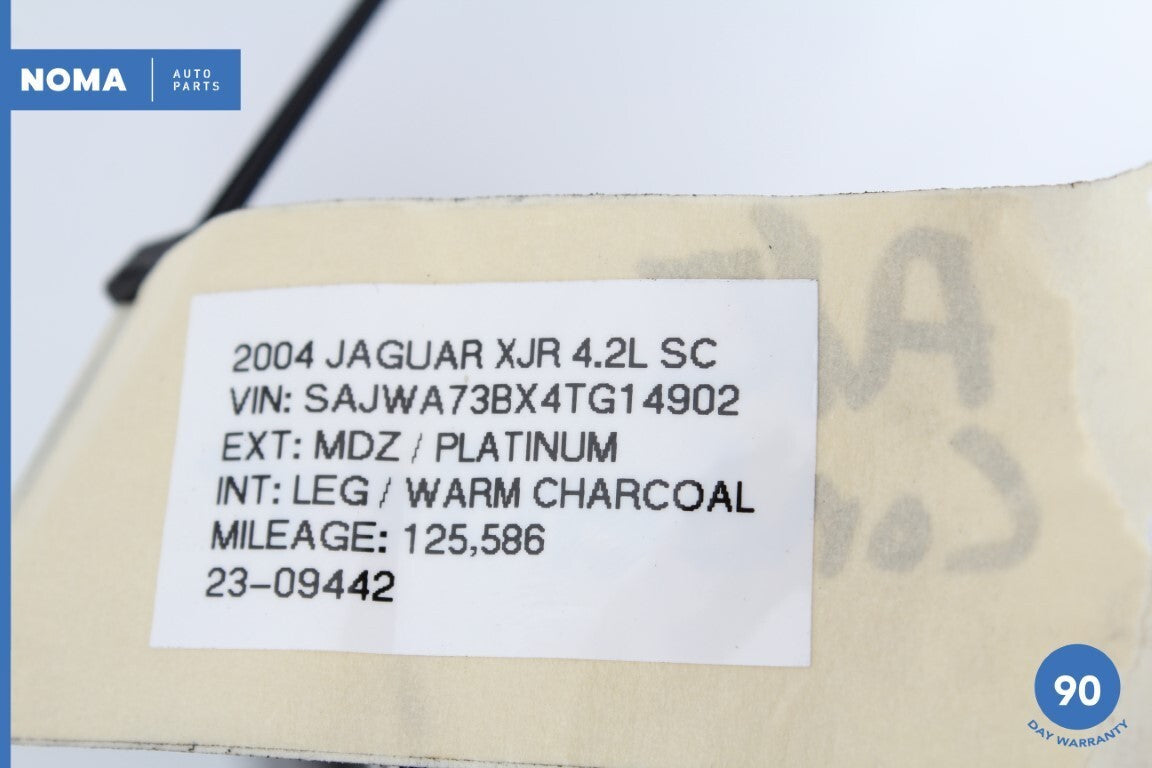 NOMA
AUTO
PARTS
2004 JAGUAR XJR 4.2L SC
VIN: SAJWA73BX4TG14902
EXT: MDZ / PLATINUM
INT: LEG / WARM CHARCOAL
MILEAGE: 125,586
23-09442
90
DAY WARRANTY